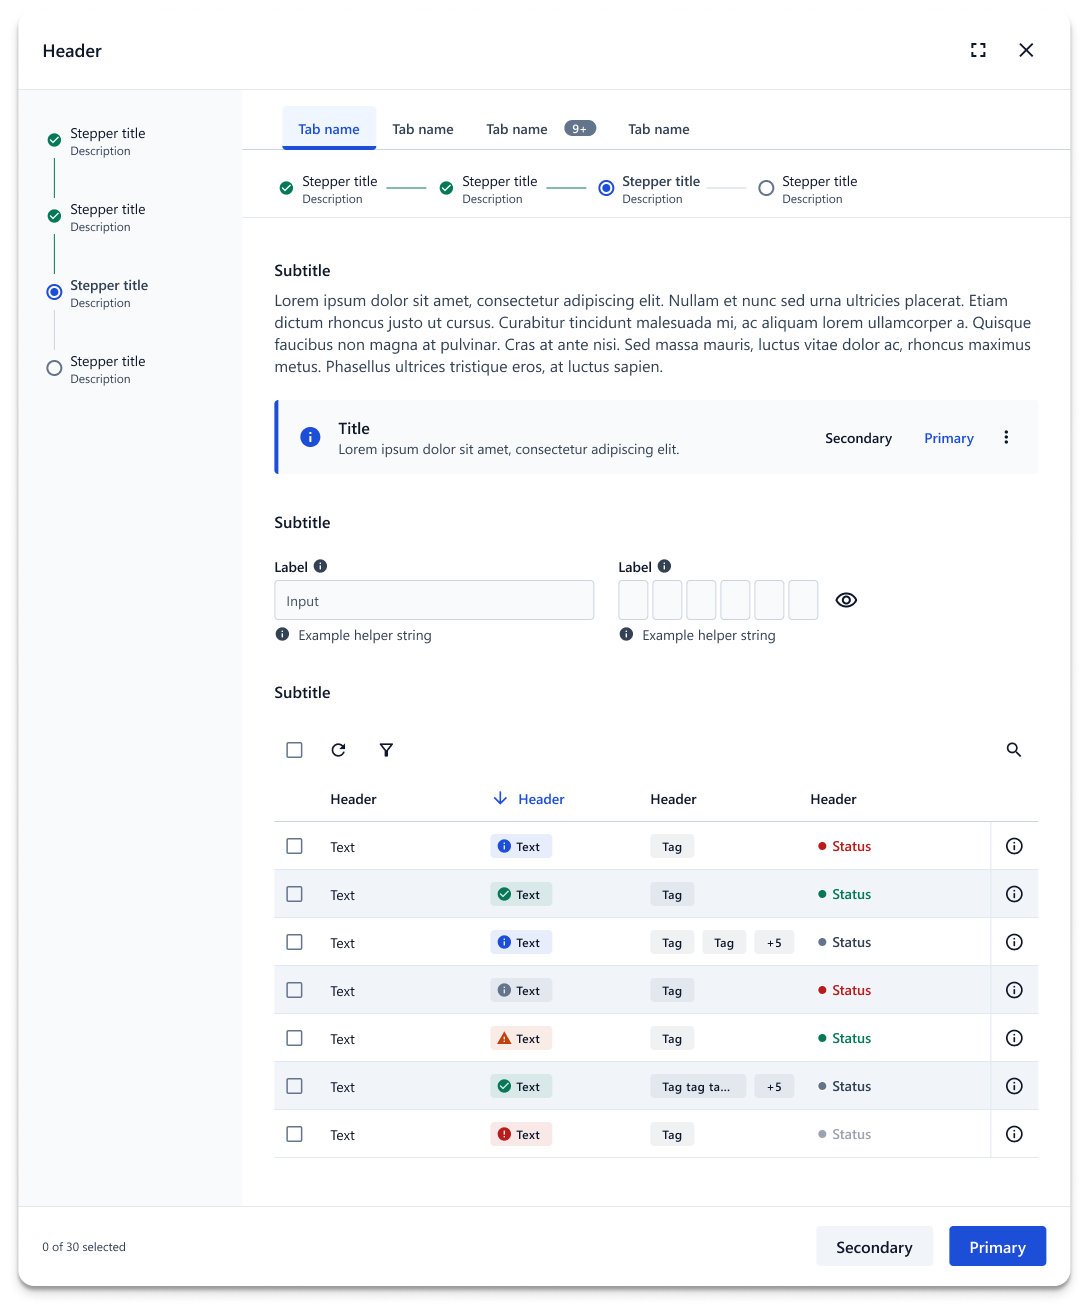 Header
Stepper title
Description
Stepper title
Description
Stepper title
Description
Stepper title
Description
Tab name
Tab name
Tab name 9+
Tab name
Stepper title
Description
Stepper title
Description
Stepper title
Description
Stepper title
Description
Subtitle
Lorem ipsum dolor sit amet, consectetur adipiscing elit. Nullam et nunc sed urna ultricies placerat. Etiam
dictum rhoncus justo ut cursus. Curabitur tincidunt malesuada mi, ac aliquam lorem ullamcorper a. Quisque
faucibus non magna at pulvinar. Cras at ante nisi. Sed massa mauris, luctus vitae dolor ac, rhoncus maximus
metus. Phasellus ultrices tristique eros, at luctus sapien.
Title
Lorem ipsum dolor sit amet, consectetur adipiscing elit.
Secondary Primary
Subtitle
Label
Input
Example helper string
Label
Example helper string
Subtitle
Header Header Header Header
Text Text Tag Status
Text Text Tag Status
Text Text Tag Tag +5 Status
Text Text Tag Status
Text Text Tag Status
Text Text Tag tag ta... +5 Status
Text Text Tag Status
0 of 30 selected
Secondary Primary